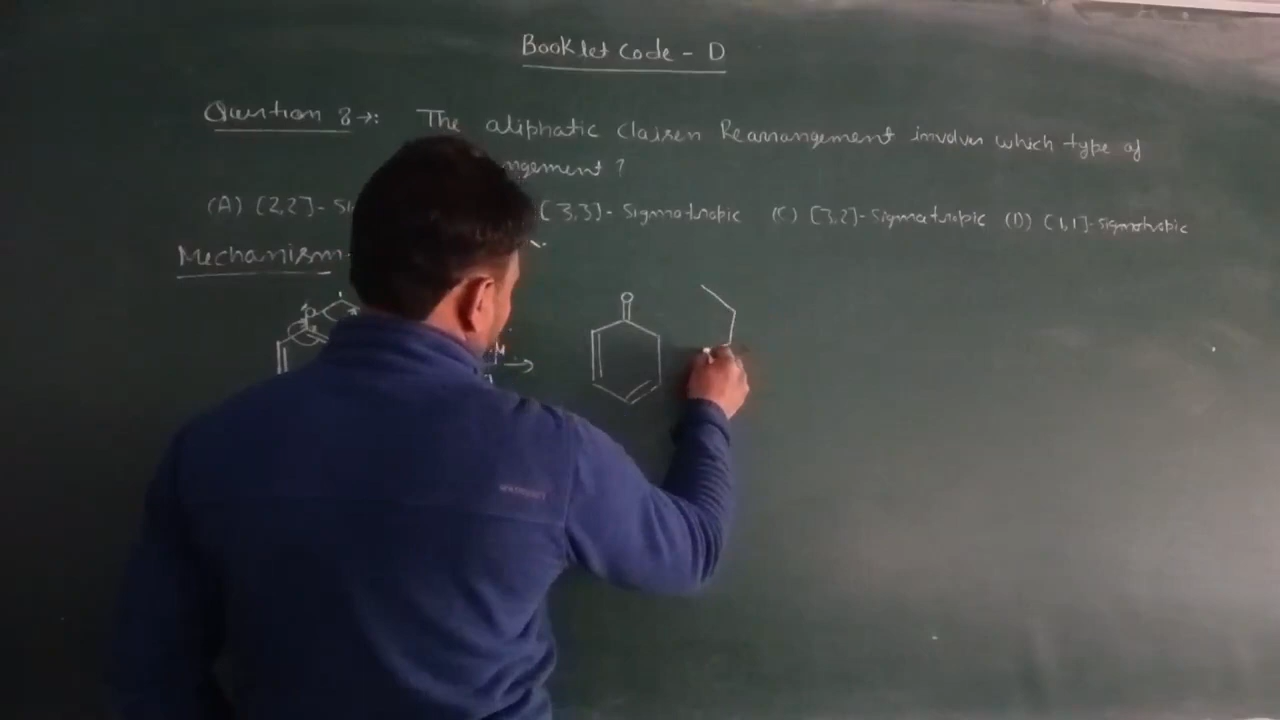 Booklet Code - D
Question 8 →: The aliphatic Claisen Rearrangement involves which type of
ngement ?
(A) [2,2]- Si [3,3]- Sigmatropic (C) [3,2]-Sigmatropic (D) [1,1]-Sigmatropic
Mechanism
O